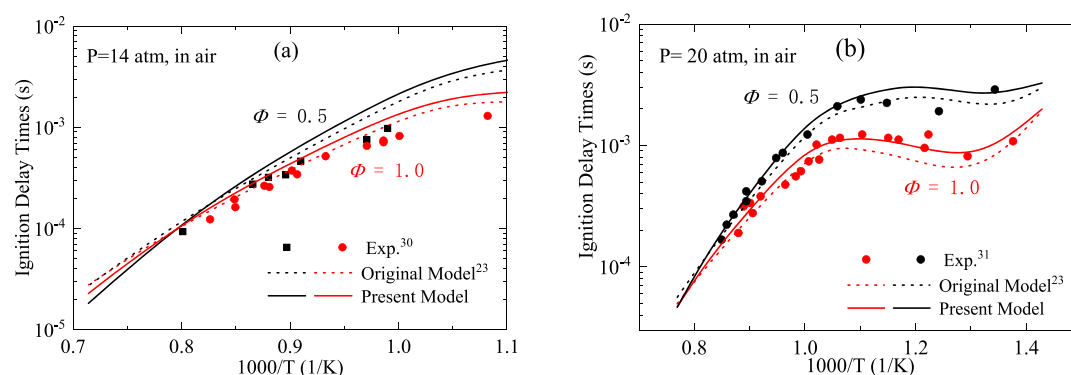 (a)
P=14 atm, in air
Φ = 0.5
Φ = 1.0
Exp.30
Original Model23
Present Model
Ignition Delay Times (s)
10-2
10-3
10-4
10-5
0.7 0.8 0.9 1.0 1.1
1000/T (1/K)
(b)
P= 20 atm, in air
Φ = 0.5
Φ = 1.0
Exp.31
Original Model23
Present Model
Ignition Delay Times (s)
10-2
10-3
10-4
0.8 1.0 1.2 1.4
1000/T (1/K)